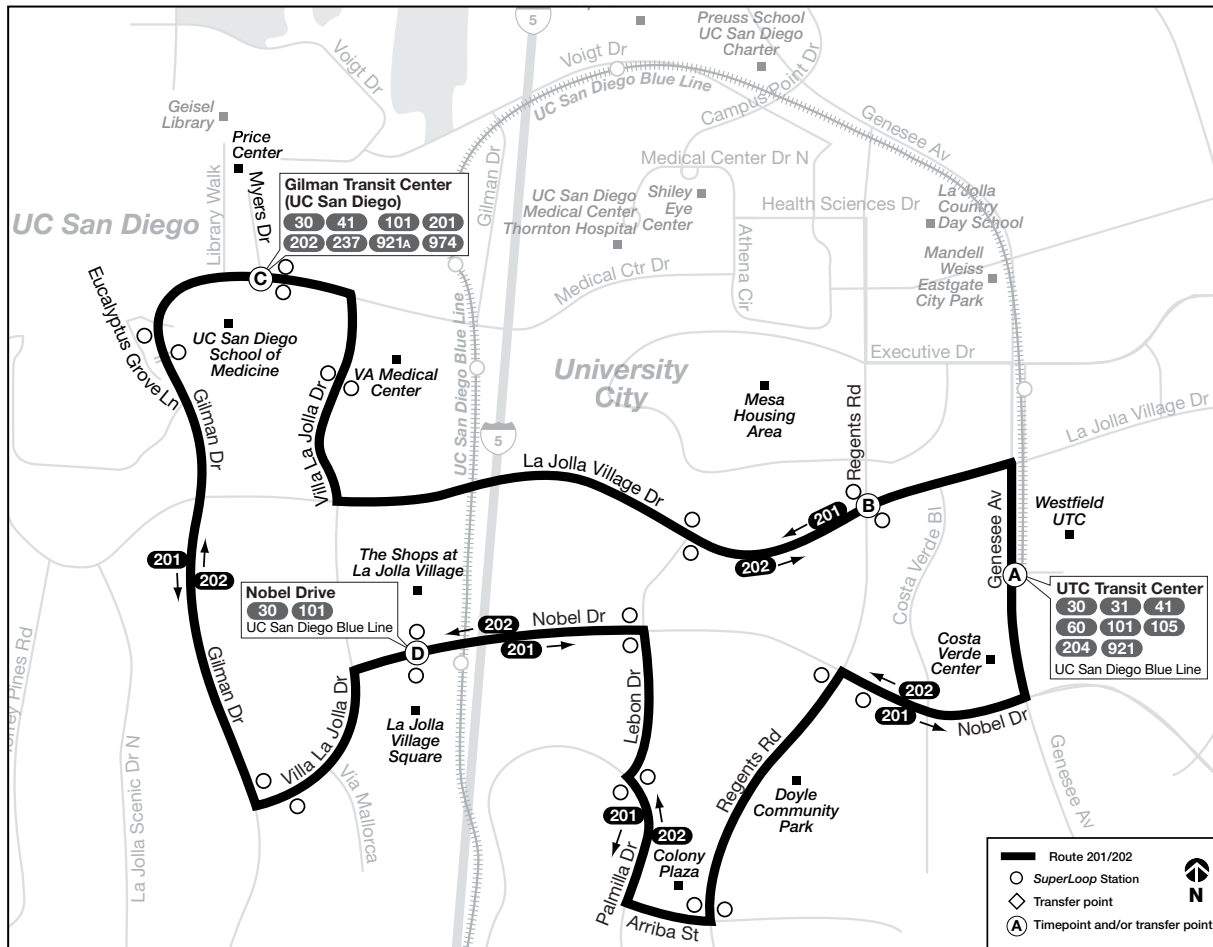 5
Preuss School
UC San Diego
Charter
Voigt Dr
Voigt Dr
UC San Diego Blue Line
Campus Point Dr
Genesee Av
Geisel
Library
Price
Center
Myers Dr
Library Walk
Gilman Dr
Medical Center Dr N
Gilman Transit Center
(UC San Diego)
30 41 101 201
202 237 921A 974
UC San Diego
UC San Diego
Medical Center
Thornton Hospital
Shiley
Eye
Center
Health Sciences Dr
La Jolla
Country
Day School
Athena Cir
Mandell
Weiss
Eastgate
City Park
Medical Ctr Dr
C
Eucalyptus Grove Ln
UC San Diego
School of
Medicine
VA Medical
Center
UC San Diego Blue Line
Executive Dr
University
City
Mesa
Housing
Area
Regents Rd
La Jolla Village Dr
Gilman Dr
Villa La Jolla Dr
5
La Jolla Village Dr
201
B
202
Westfield
UTC
Costa Verde Bl
Genesee Av
A
201
202
The Shops at
La Jolla Village
Nobel Drive
30 101
UC San Diego Blue Line
UTC Transit Center
30 31 41
60 101 105
204 921
UC San Diego Blue Line
202
Nobel Dr
201
D
Costa
Verde
Center
202
201
Nobel Dr
Gilman Dr
Villa La Jolla Dr
La Jolla
Village
Square
Lebon Dr
Regents Rd
Torrey Pines Rd
La Jolla Scenic Dr N
Via Mallorca
Doyle
Community
Park
Genesee Av
201
202
Colony
Plaza
Palmilla Dr
Arriba St
Route 201/202
SuperLoop Station
Transfer point
A Timepoint and/or transfer point
N